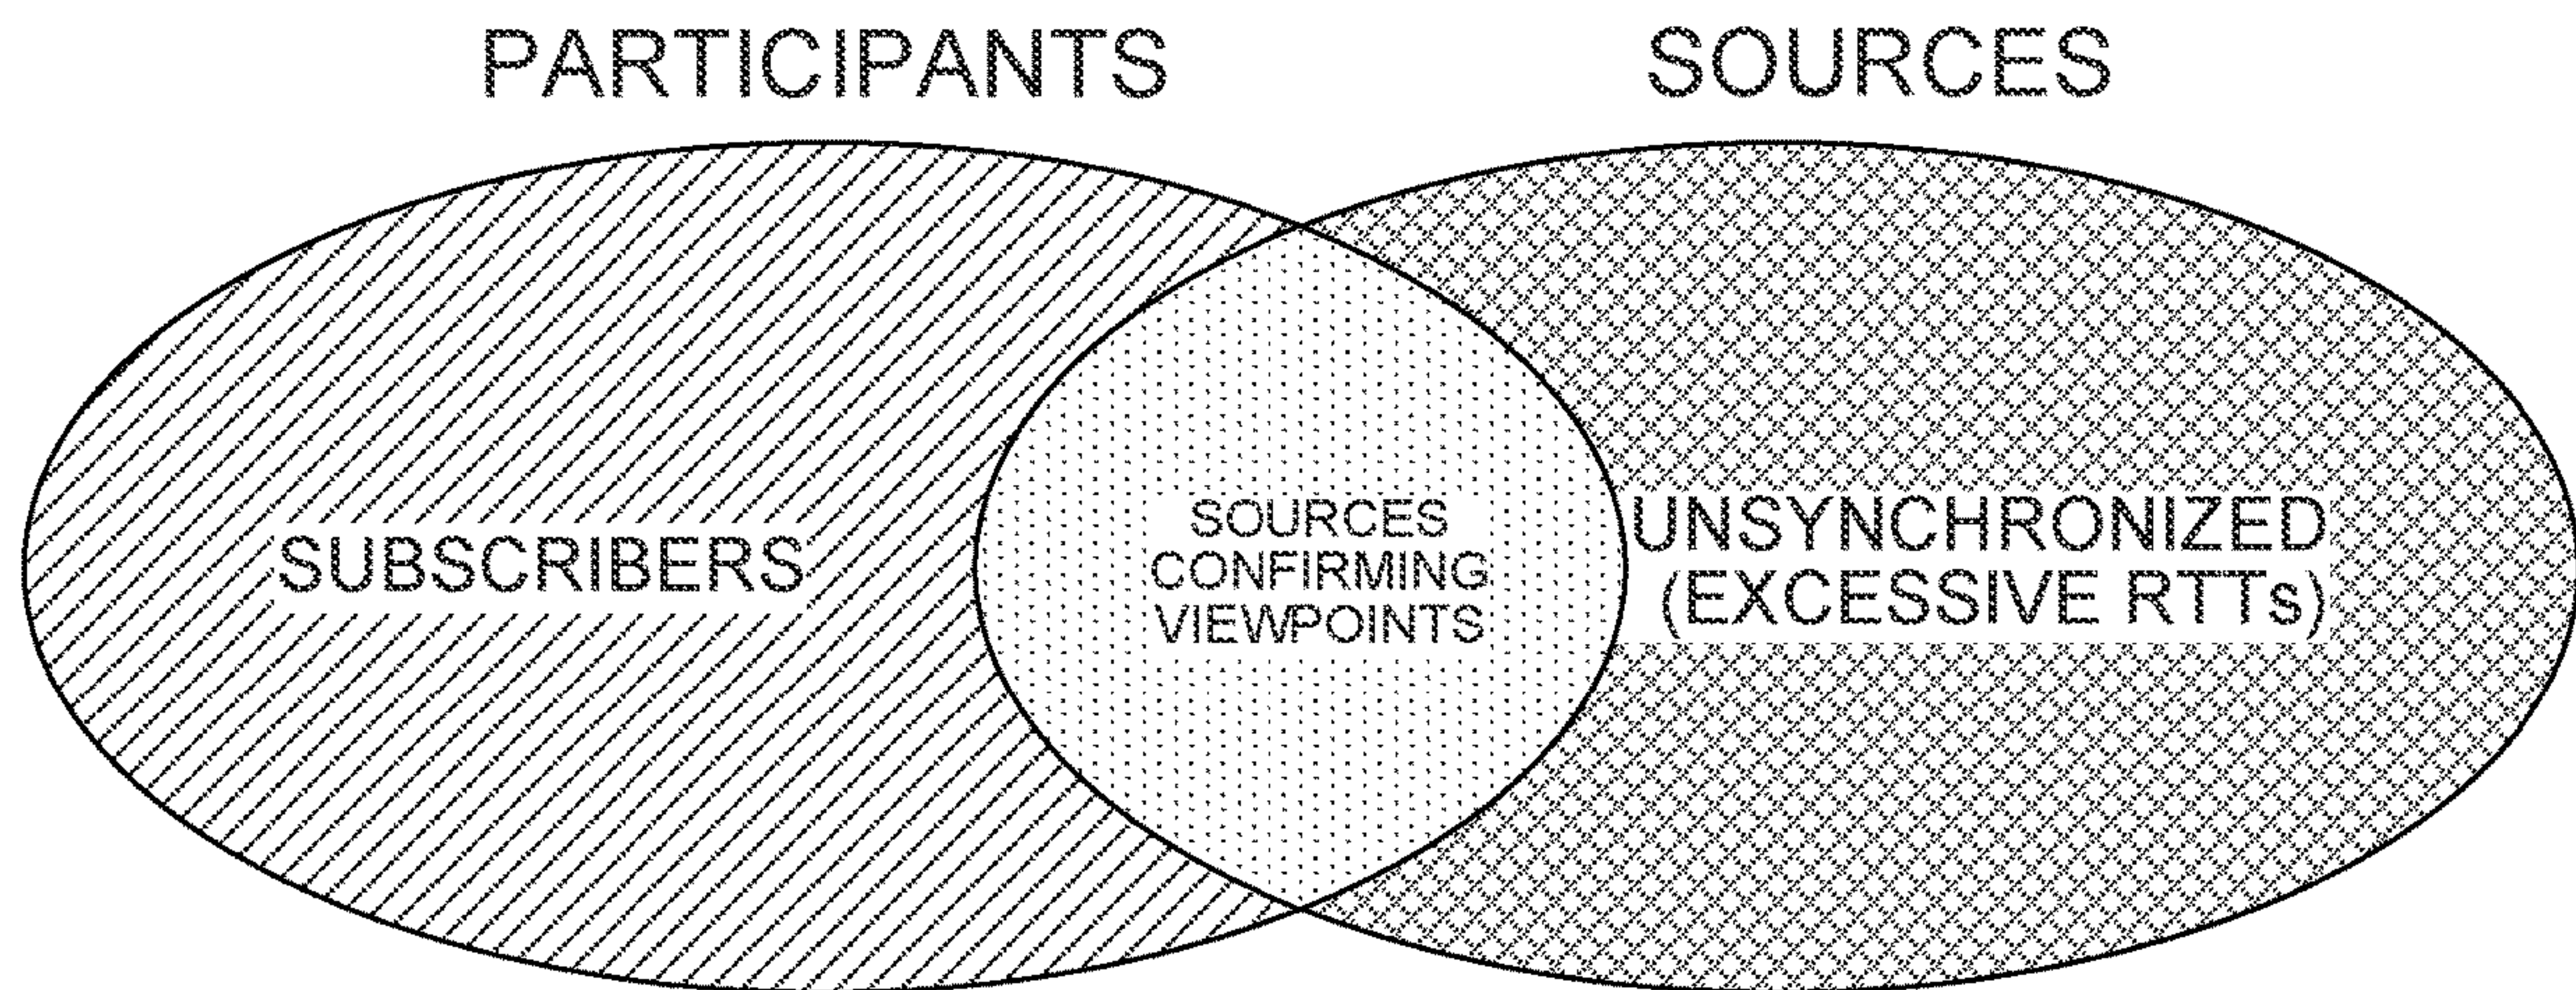 PARTICIPANTS
SOURCES
SUBSCRIBERS
SOURCES
CONFIRMING
VIEWPOINTS
UNSYNCHRONIZED
(EXCESSIVE RTTs)